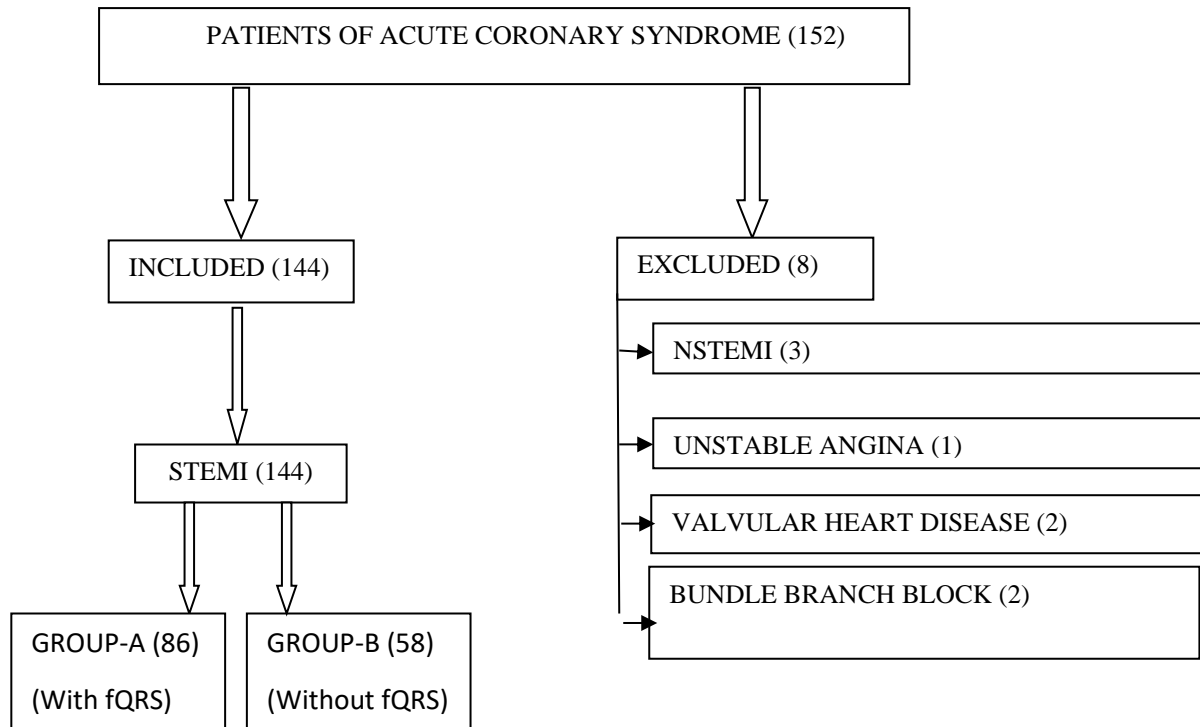 PATIENTS OF ACUTE CORONARY SYNDROME (152)
INCLUDED (144)
EXCLUDED (8)
NSTEMI (3)
UNSTABLE ANGINA (1)
VALVULAR HEART DISEASE (2)
BUNDLE BRANCH BLOCK (2)
STEMI (144)
GROUP-A (86)
(With fQRS)
GROUP-B (58)
(Without fQRS)